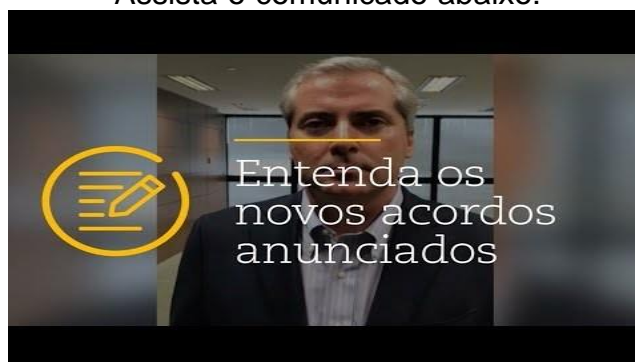 Assista o comunicado abaixo:
Entenda os
novos acordos
anunciados